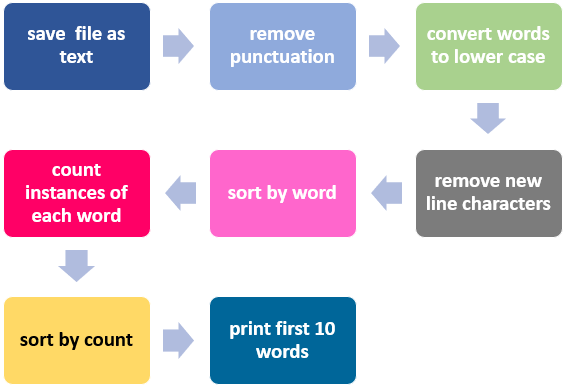 save file as
text
remove
punctuation
convert words
to lower case
remove new
line characters
sort by word
count
instances of
each word
sort by count
print first 10
words